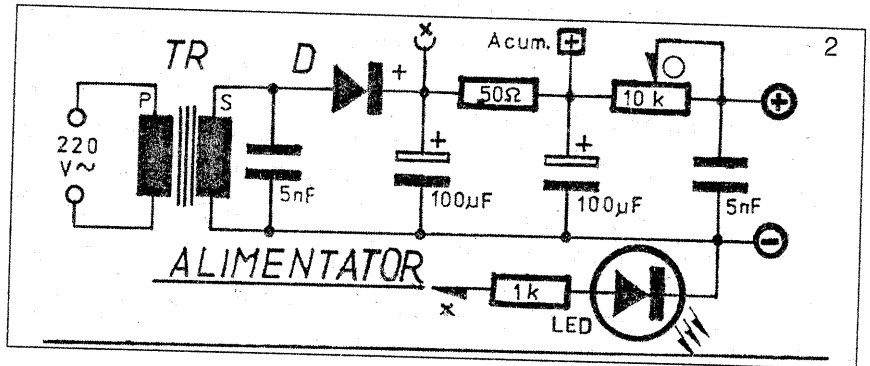 TR
D
+
x
Acum. +
2
P
S
220
V~
5nF
+
100µF
50Ω
+
100µF
10 k
5nF
+
-
ALIMENTATOR
x
1k
LED